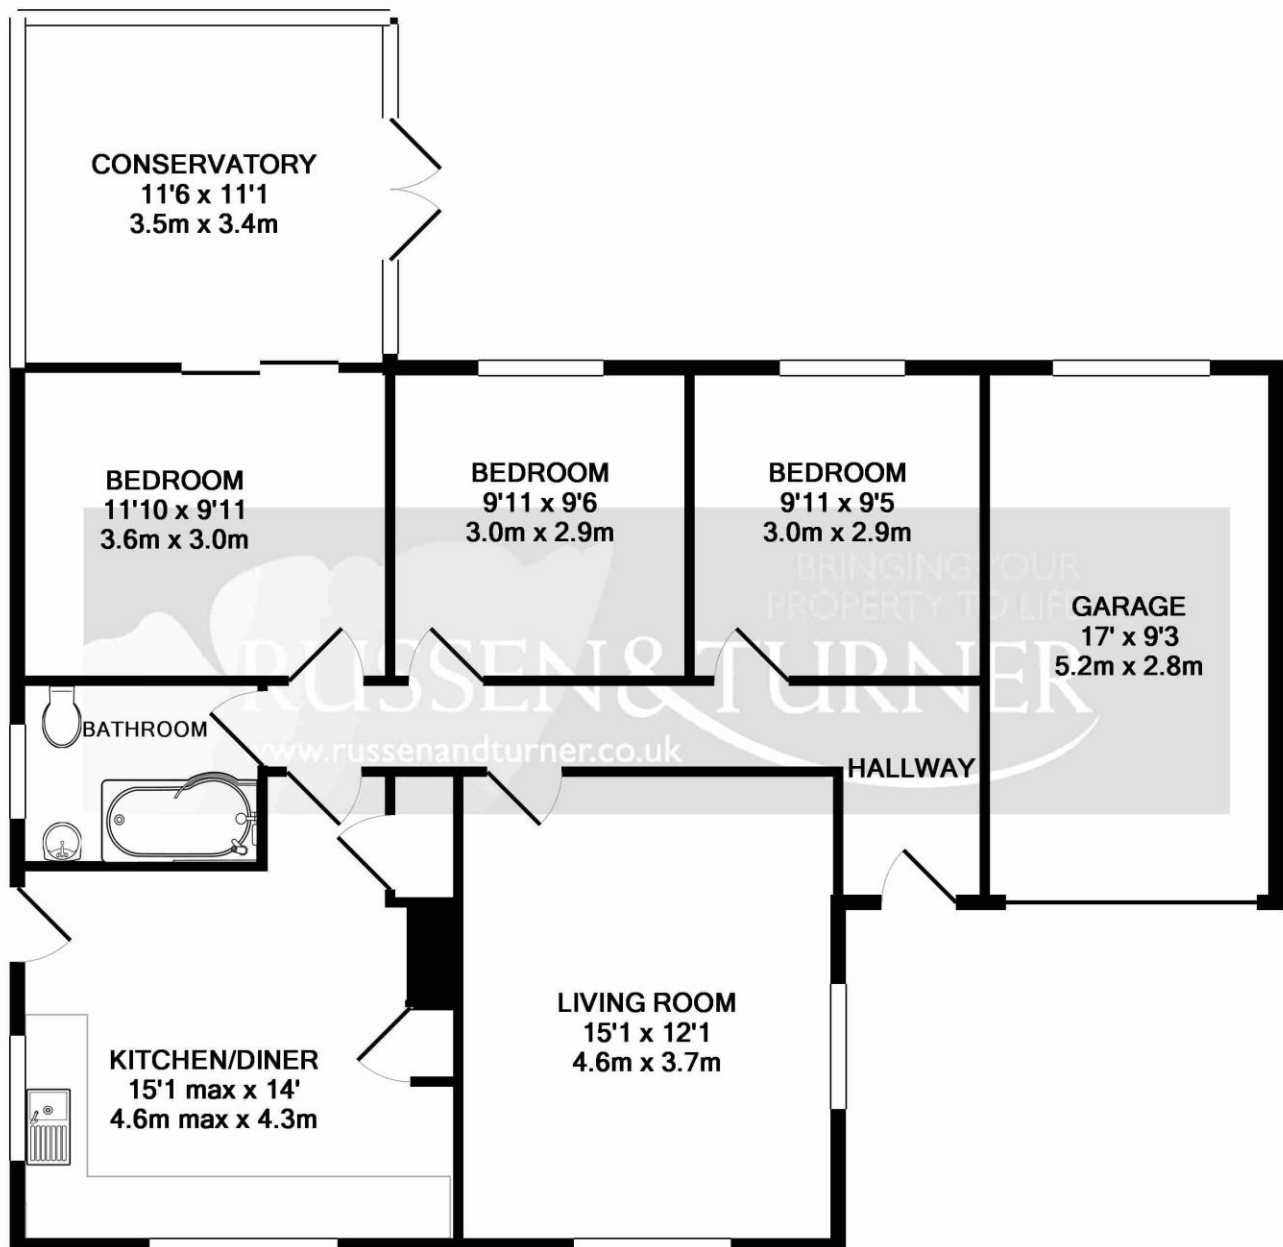 CONSERVATORY
11'6 x 11'1
3.5m x 3.4m
BEDROOM
11'10 x 9'11
3.6m x 3.0m
BEDROOM
9'11 x 9'6
3.0m x 2.9m
BEDROOM
9'11 x 9'5
3.0m x 2.9m
GARAGE
17' x 9'3
5.2m x 2.8m
BRINGING YOUR
PROPERTY TO LIFE
RUSSEN & TURNER
www.russenandturner.co.uk
BATHROOM
HALLWAY
LIVING ROOM
15'1 x 12'1
4.6m x 3.7m
KITCHEN/DINER
15'1 max x 14'
4.6m max x 4.3m